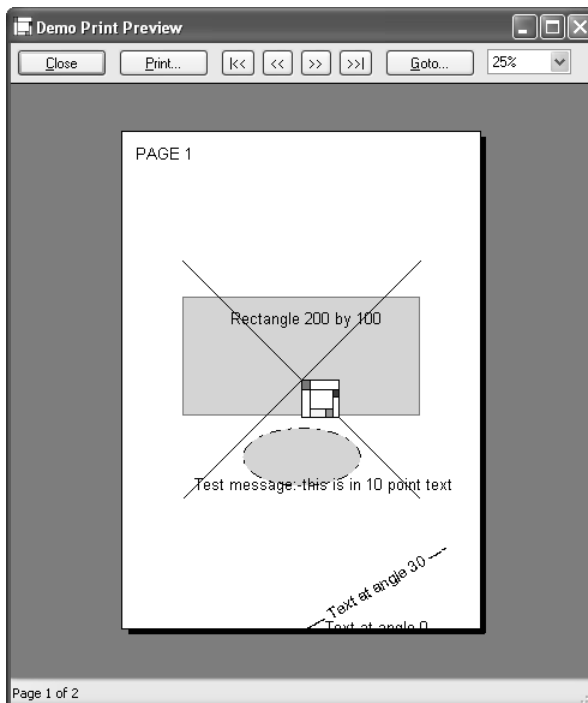 Demo Print Preview
Close Print... |<< << >> >>| Goto... 25%
PAGE 1
Rectangle 200 by 100
Test message:-this is in 10 point text
Text at angle 30
Text at angle 0
Page 1 of 2